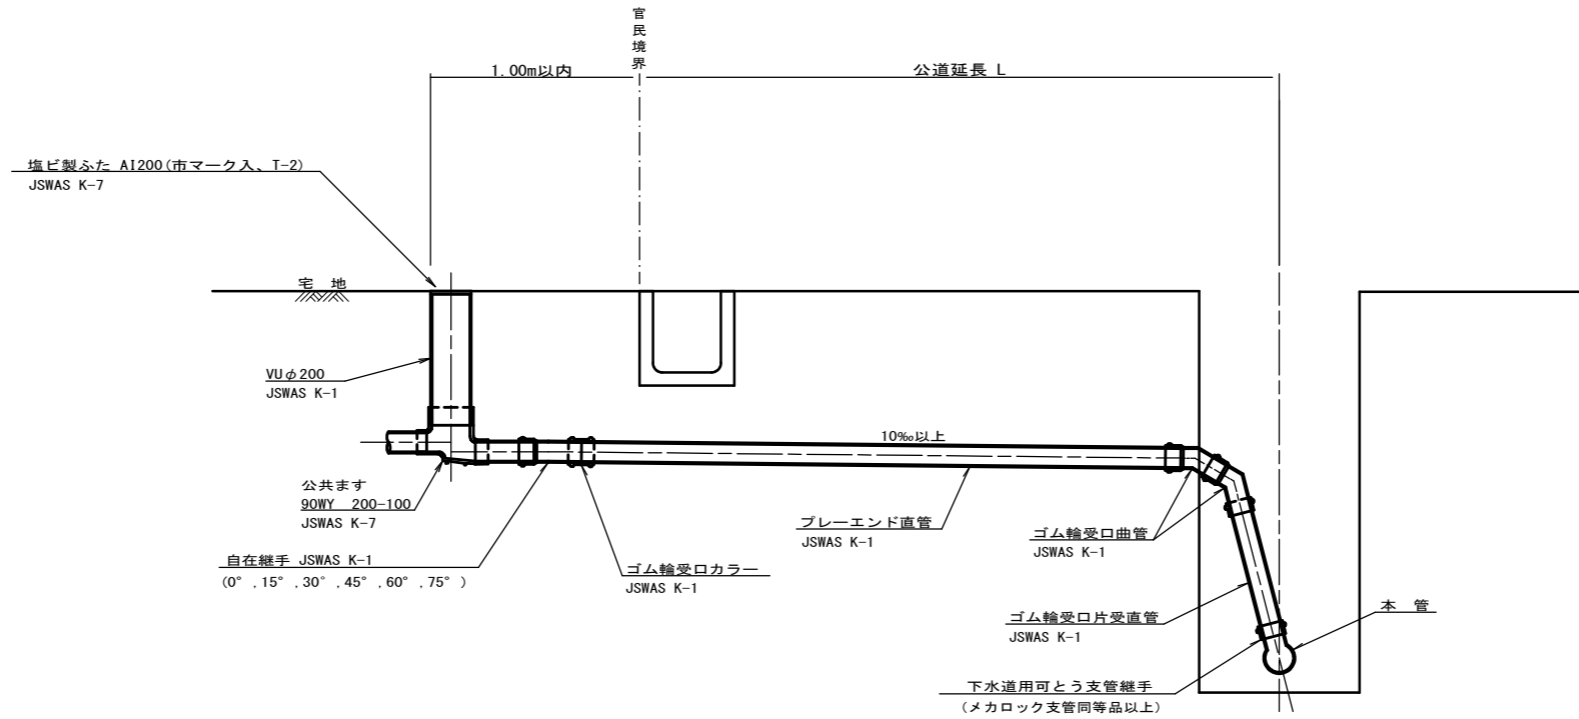 官民境界
1.00m以内
公道延長 L
塩ビ製ふた AI200(市マーク入、T-2)
JSWAS K-7
宅 地
VUφ200
JSWAS K-1
10‰以上
公共ます
90WY 200-100
JSWAS K-7
プレーエンド直管
JSWAS K-1
ゴム輪受口曲管
JSWAS K-1
自在継手 JSWAS K-1
(0°,15°,30°,45°,60°,75°)
ゴム輪受口カラー
JSWAS K-1
ゴム輪受口片受直管
JSWAS K-1
本 管
下水道用可とう支管継手
(メカロック支管同等品以上)